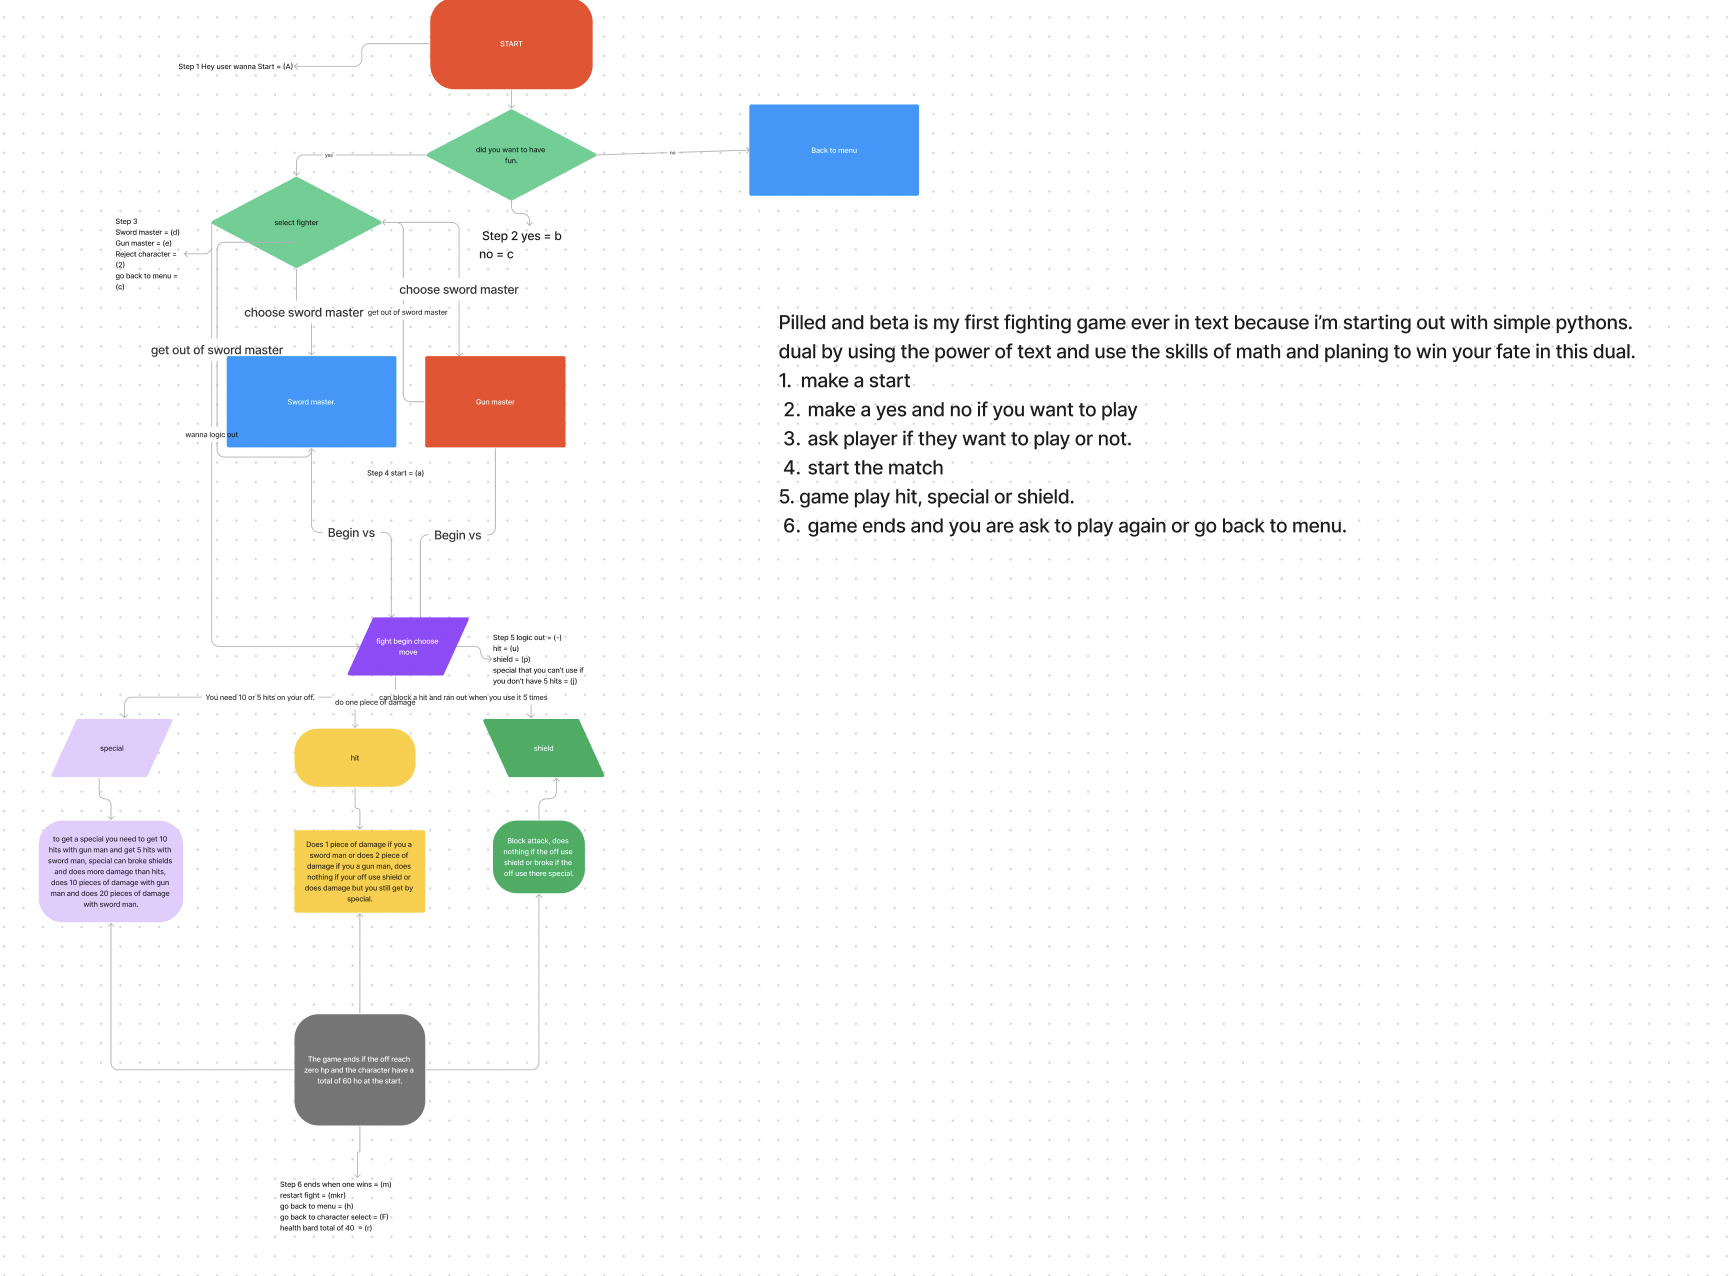 START
Step 1 Hey user wanna Start = (A)
did you want to have
fun.
yes
no
Back to menu
select fighter
Step 3
Sword master = (d)
Gun master = (e)
Reject character =
(2)
go back to menu =
(c)
Step 2 yes = b
no = c
choose sword master
choose sword master
get out of sword master
get out of sword master
Sword master.
Gun master
wanna logic out
Step 4 start = (a)
Begin vs
Begin vs
Pilled and beta is my first fighting game ever in text because i’m starting out with simple pythons.
dual by using the power of text and use the skills of math and planing to win your fate in this dual.
1. make a start
2. make a yes and no if you want to play
3. ask player if they want to play or not.
4. start the match
5. game play hit, special or shield.
6. game ends and you are ask to play again or go back to menu.
fight begin choose
move
Step 5 logic out = (-)
hit = (u)
shield = (p)
special that you can't use if
you don't have 5 hits = (j)
You need 10 or 5 hits on your off.
do one piece of damage
can block a hit and ran out when you use it 5 times
special
hit
shield
to get a special you need to get 10
hits with gun man and get 5 hits with
sword man, special can broke shields
and does more damage than hits,
does 10 pieces of damage with gun
man and does 20 pieces of damage
with sword man.
Does 1 piece of damage if you a
sword man or does 2 piece of
damage if you a gun man, does
nothing if your off use shield or
does damage but you still get by
special.
Block attack, does
nothing if the off use
shield or broke if the
off use there special.
The game ends if the off reach
zero hp and the character have a
total of 60 ho at the start.
Step 6 ends when one wins = (m)
restart fight = (mkr)
go back to menu = (h)
go back to character select = (F)
health bard total of 40 = (r)